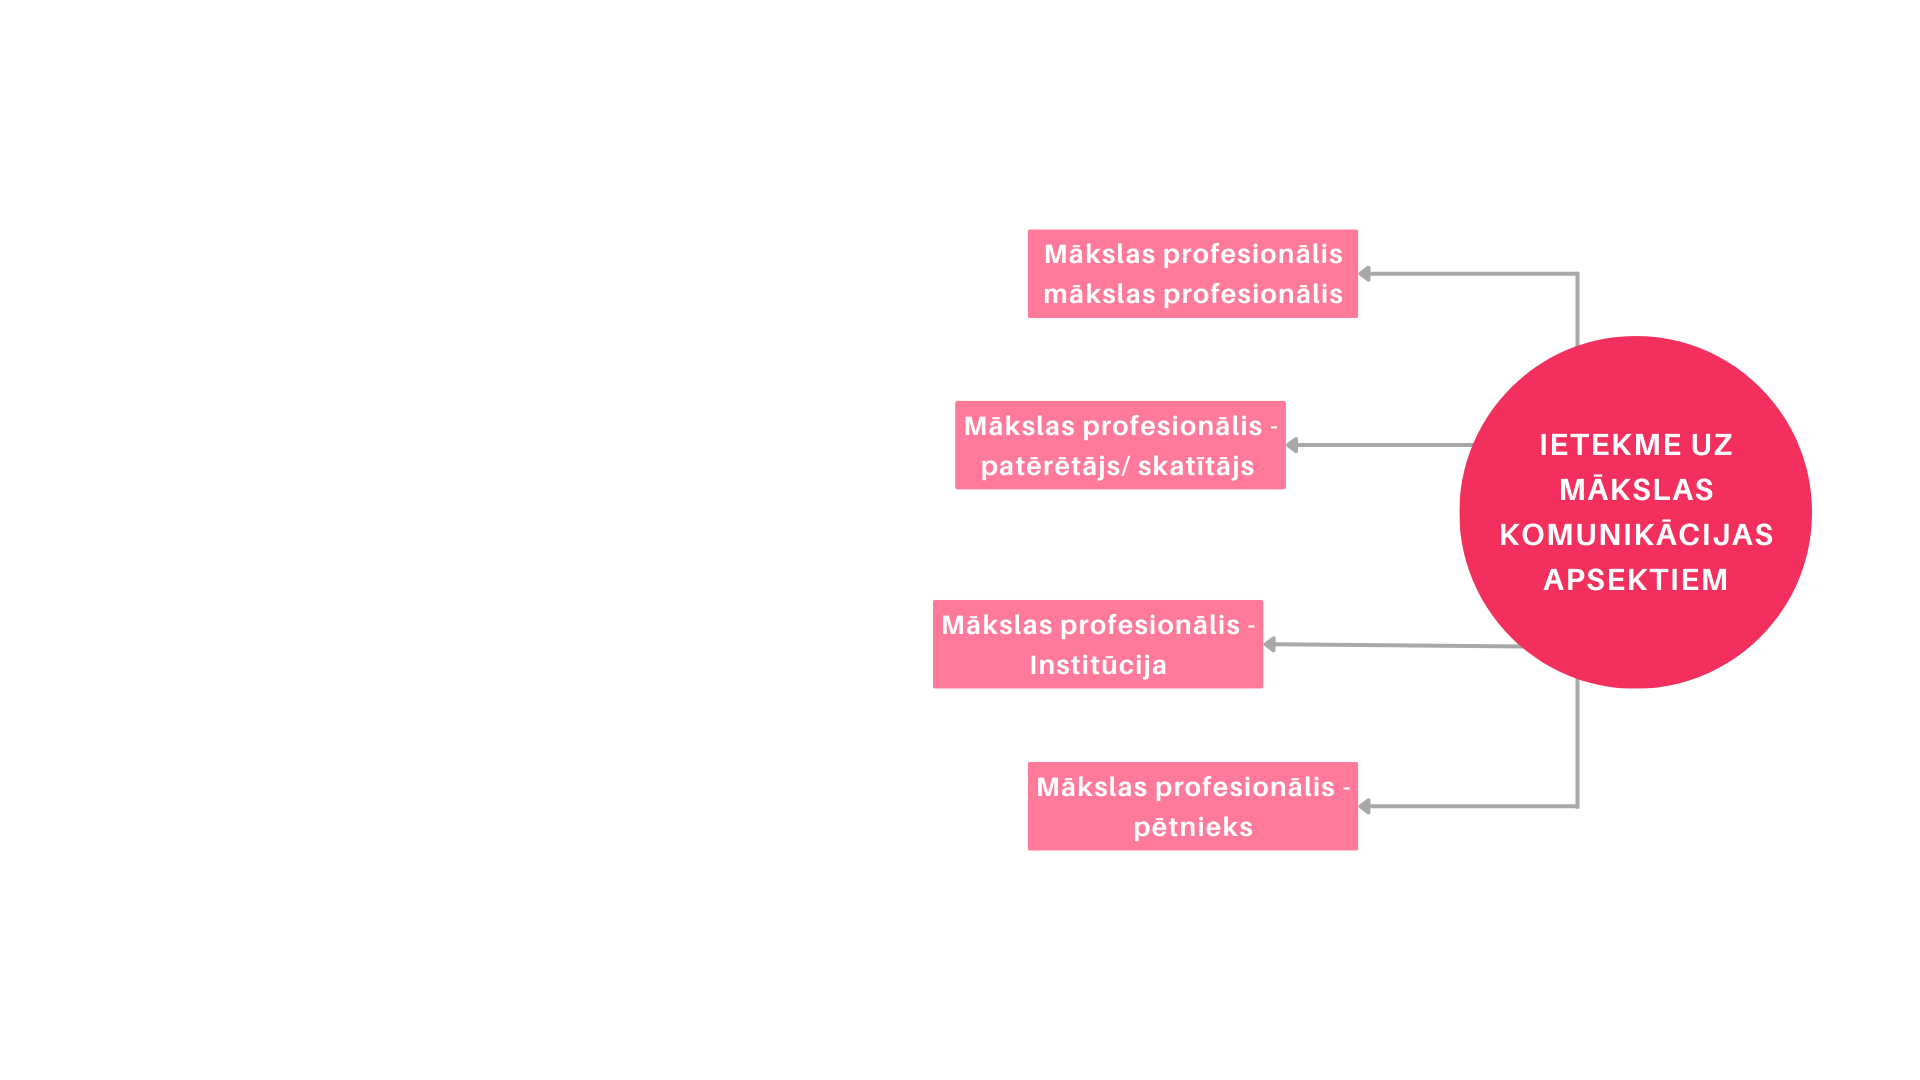 Mākslas profesionālis
mākslas profesionālis
Mākslas profesionālis -
patērētājs/ skatītājs
Mākslas profesionālis -
Institūcija
Mākslas profesionālis -
pētnieks
IETEKME UZ
MĀKSLAS
KOMUNIKĀCIJAS
APSEKTIEM